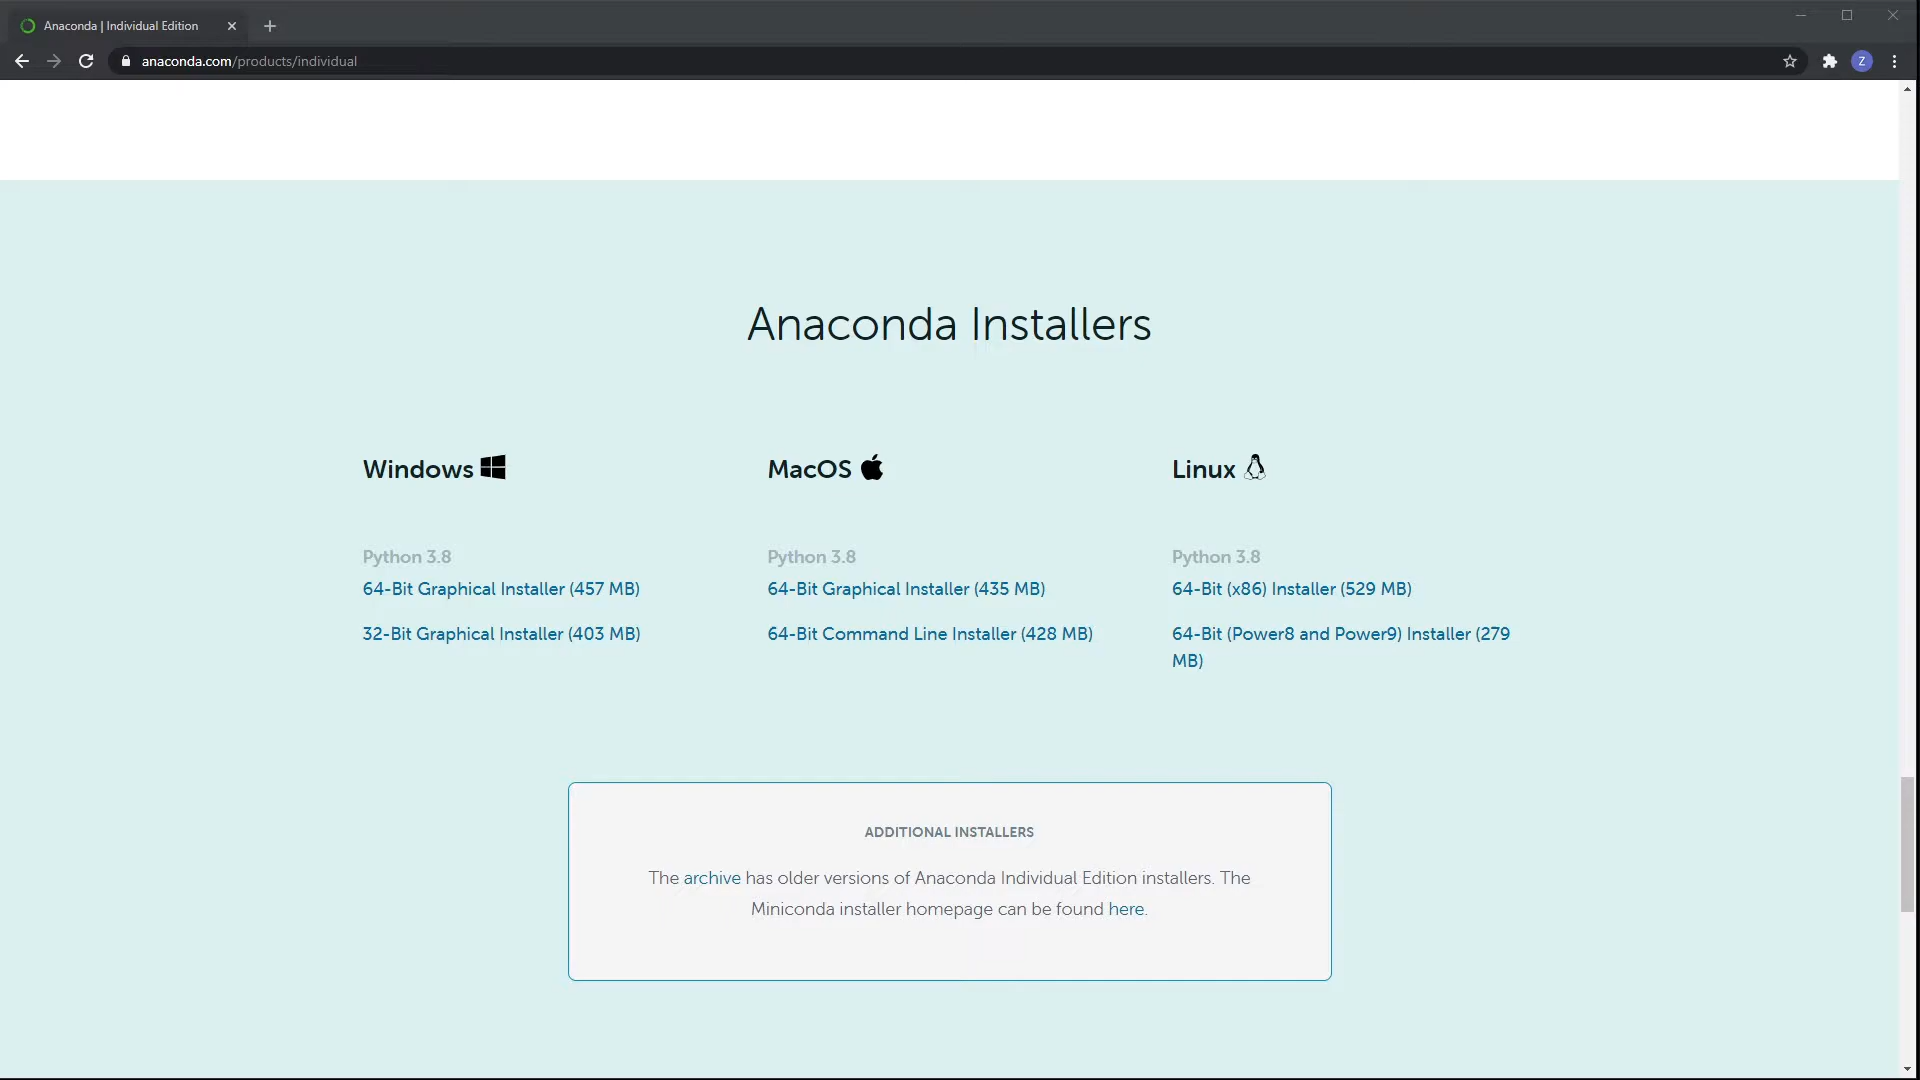 Anaconda | Individual Edition
anaconda.com/products/individual
Z
Anaconda Installers
Windows
MacOS
Linux
Python 3.8
Python 3.8
Python 3.8
64-Bit Graphical Installer (457 MB)
64-Bit Graphical Installer (435 MB)
64-Bit (x86) Installer (529 MB)
32-Bit Graphical Installer (403 MB)
64-Bit Command Line Installer (428 MB)
64-Bit (Power8 and Power9) Installer (279
MB)
ADDITIONAL INSTALLERS
The archive has older versions of Anaconda Individual Edition installers. The
Miniconda installer homepage can be found here.